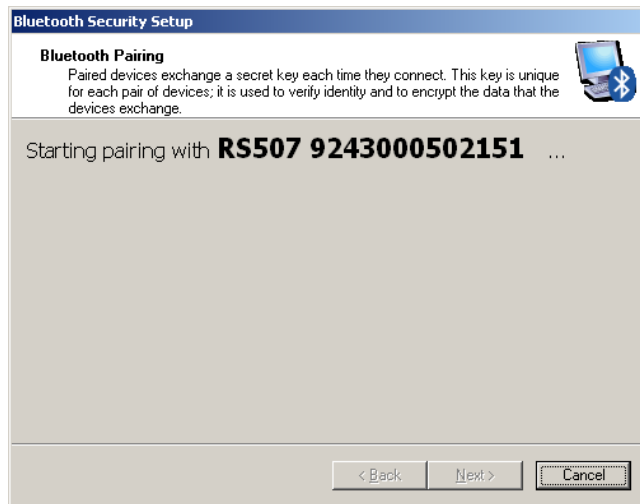 Bluetooth Security Setup
Bluetooth Pairing
Paired devices exchange a secret key each time they connect. This key is unique
for each pair of devices; it is used to verify identity and to encrypt the data that the
devices exchange.
Starting pairing with RS507 9243000502151 ...
< Back Next > Cancel